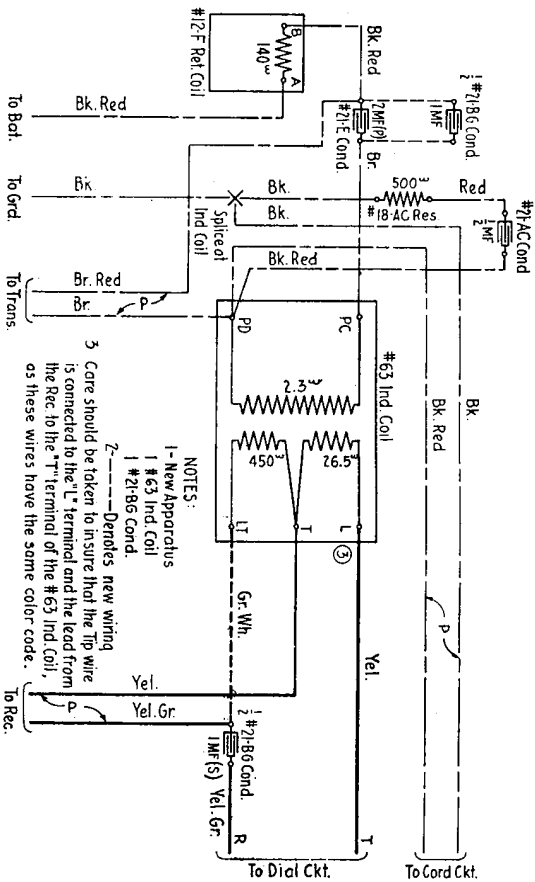 #12-F Ret. Coil
B
140ω
A
Bk. Red
½ #21-BG Cond.
1 MF
2MF(P)
#21-E Cond.
Br.
Bk. Red
To Bat.
Bk.
To Grd.
Bk.
Bk.
Splice at
Ind Coil
500ω
#18-AC Res.
Red
#21-AC Cond
½ MF
Bk. Red
Br. Red
Br.
P
To Trans.
PD
PC
#63 Ind. Coil
2.3ω
450ω
26.5ω
LT
T
L
③
Bk.
Bk. Red
P
To Cord Ckt.
Gr. Wh.
Yel.
Yel.
Yel. Gr.
P
To Rec.
½ #21-BG Cond.
1 MF(S)
Yel. Gr.
R
T
To Dial Ckt.
NOTES:
1- New Apparatus
1 #63 Ind. Coil
1 #21-BG Cond.
2- ------ Denotes new wiring
3 Care should be taken to insure that the Tip wire
is connected to the "L" terminal and the lead from
the Rec. to the "T" terminal of the #63 Ind. Coil,
as these wires have the same color code.